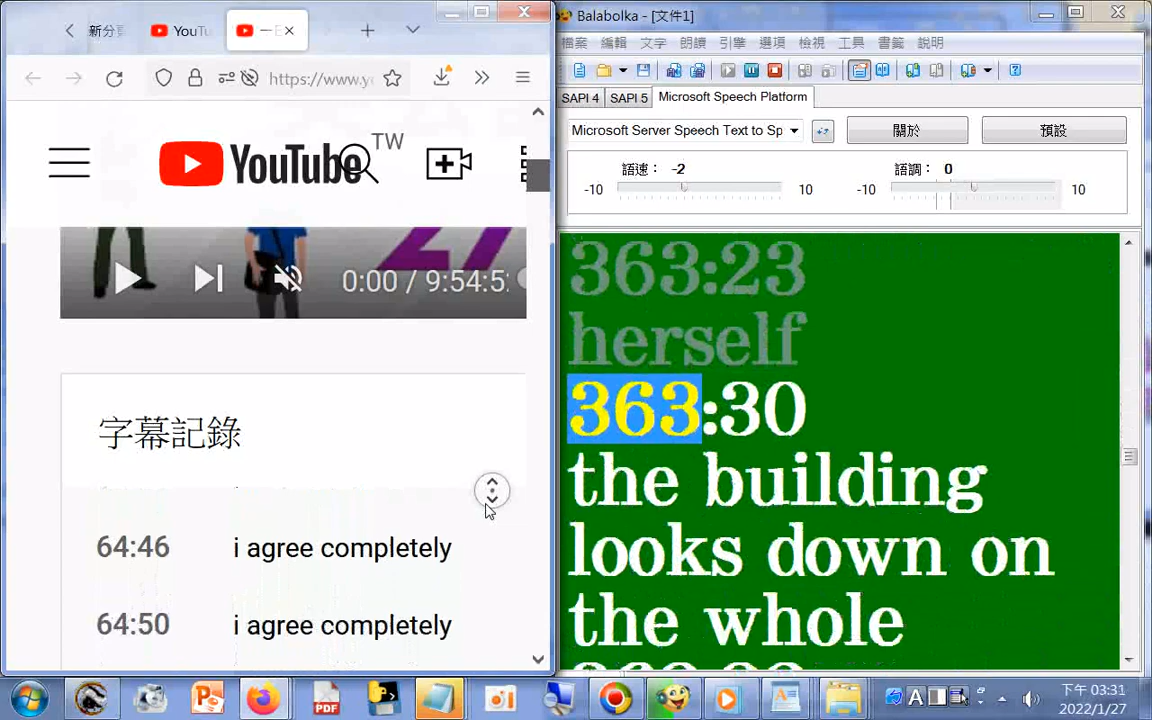 新分
YouTu
一 E
https://www.y
YouTube
TW
27
0:00 / 9:54:5
字幕記錄
64:46 i agree completely
64:50 i agree completely
Balabolka - [文件1]
檔案 編輯 文字 朗讀 引擎 選項 檢視 工具 書籤 說明
SAPI 4 SAPI 5 Microsoft Speech Platform
Microsoft Server Speech Text to Sp
關於 預設
語速： -2 語調： 0
-10 10 -10 10
363:23
herself
363:30
the building
looks down on
the whole
PDF
A
下午 03:31
2022/1/27